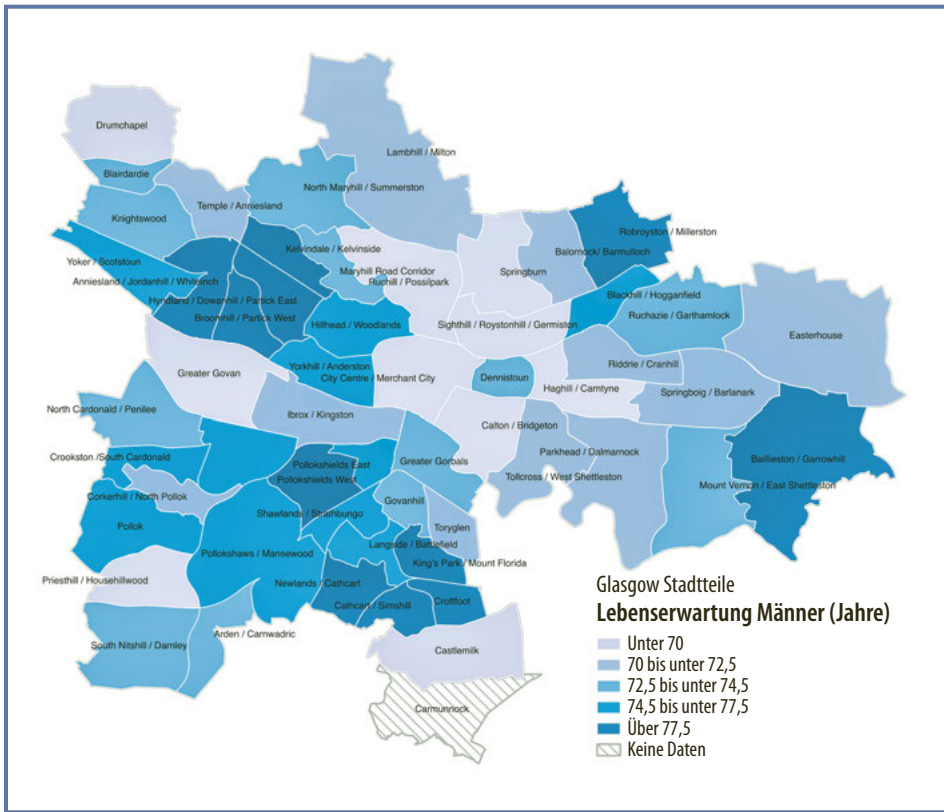 Drumchapel
Lambhill / Milton
Blairdardie
North Maryhill / Summerston
Temple / Anniesland
Knightswood
Robroyston / Millerston
Kelvindale / Kelvinside
Balornock/ Barmulloch
Yoker / Scotstoun
Maryhill Road Corridor
Springburn
Anniesland / Jordanhill / Whiteinch
Ruchill / Possilpark
Blackhill / Hogganfield
Hyndland / Dowanhill / Partick East
Ruchazie / Garthamlock
Broomhill / Partick West
Hillhead / Woodlands
Sighthill / Roystonhill / Germiston
Easterhouse
Yorkhill / Anderston
Riddrie / Cranhill
Greater Govan
City Centre / Merchant City
Dennistoun
Haghill / Carntyne
Springboig / Barlanark
North Cardonald / Penilee
Ibrox / Kingston
Calton / Bridgeton
Baillieston / Garrowhill
Parkhead / Dalmarnock
Crookston /South Cardonald
Pollokshields East
Greater Gorbals
Tollcross / West Shettleston
Pollokshields West
Mount Vernon / East Shettleston
Corkerhill / North Pollok
Govanhill
Shawlands / Strathbungo
Pollok
Toryglen
Langside / Battlefield
Pollokshaws / Mansewood
King's Park / Mount Florida
Priesthill / Househillwood
Newlands / Cathcart
Croftfoot
Cathcart / Simshill
Arden / Carnwadric
South Nitshill / Darnley
Castlemilk
Carmunnock
Glasgow Stadtteile
Lebenserwartung Männer (Jahre)
Unter 70
70 bis unter 72,5
72,5 bis unter 74,5
74,5 bis unter 77,5
Über 77,5
Keine Daten